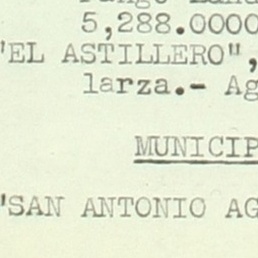 5,288.0000
"EL ASTILLERO",
larza.- Ag
MUNICIP
"SAN ANTONIO AG